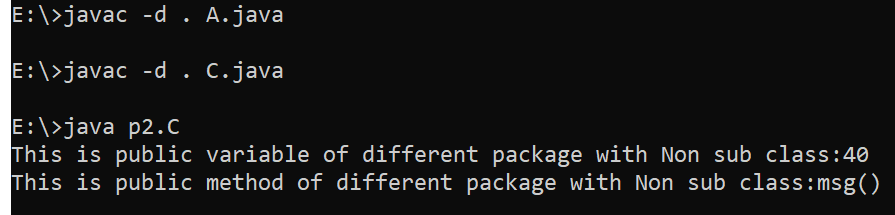 E:\>javac -d . A.java
E:\>javac -d . C.java
E:\>java p2.C
This is public variable of different package with Non sub class:40
This is public method of different package with Non sub class:msg()